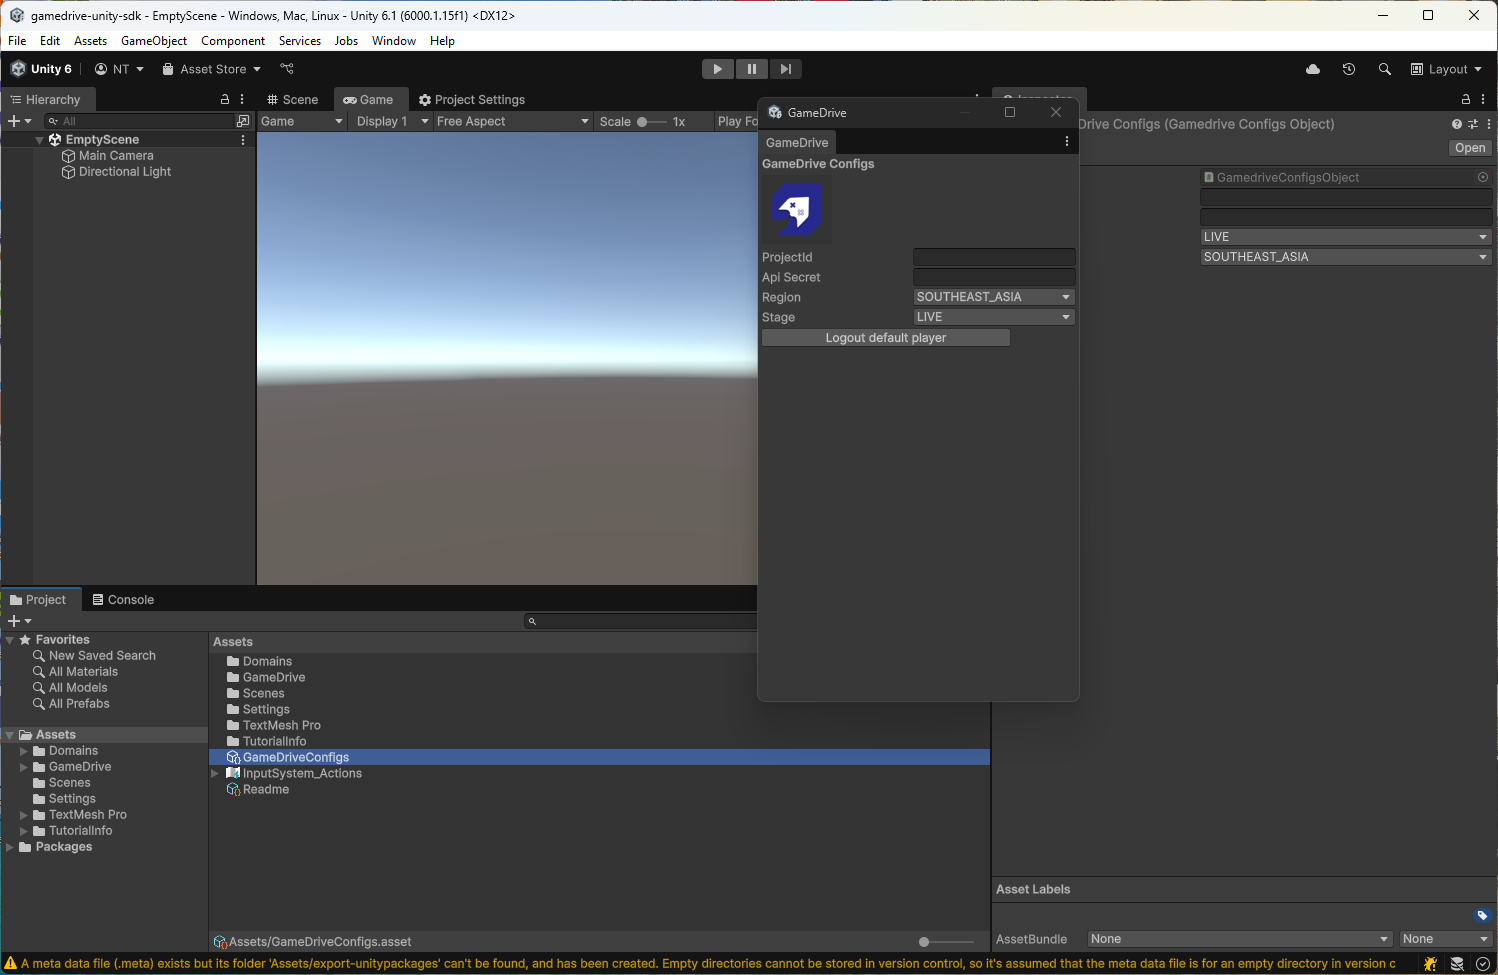 gamedrive-unity-sdk - EmptyScene - Windows, Mac, Linux - Unity 6.1 (6000.1.15f1) <DX12>
File Edit Assets GameObject Component Services Jobs Window Help
Unity 6 NT Asset Store Layout
Hierarchy
All
EmptyScene
Main Camera
Directional Light
Scene Game Project Settings
Game Display 1 Free Aspect Scale 1x Play Fo
GameDrive
GameDrive
GameDrive Configs
ProjectId
Api Secret
Region SOUTHEAST_ASIA
Stage LIVE
Logout default player
Drive Configs (Gamedrive Configs Object)
Open
GamedriveConfigsObject
LIVE
SOUTHEAST_ASIA
Project Console
Favorites
New Saved Search
All Materials
All Models
All Prefabs
Assets
Domains
GameDrive
Scenes
Settings
TextMesh Pro
TutorialInfo
Packages
Assets
Domains
GameDrive
Scenes
Settings
TextMesh Pro
TutorialInfo
GameDriveConfigs
InputSystem_Actions
Readme
Assets/GameDriveConfigs.asset
Asset Labels
AssetBundle None None
A meta data file (.meta) exists but its folder 'Assets/export-unitypackages' can't be found, and has been created. Empty directories cannot be stored in version control, so it's assumed that the meta data file is for an empty directory in version c